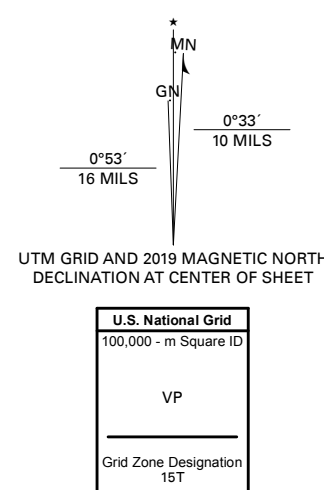 ★
MN
GN
0°33´
10 MILS
0°53´
16 MILS
UTM GRID AND 2019 MAGNETIC NORTH
DECLINATION AT CENTER OF SHEET
U.S. National Grid
100,000 - m Square ID
VP
Grid Zone Designation
15T